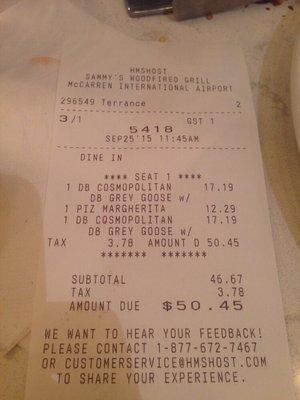 HMSHOST
SAMMY'S WOODFIRED GRILL
McCARREN INTERNATIONAL AIRPORT
296549 Terrance 2
3/1 GST 1
5418
SEP25'15 11:45AM
DINE IN
**** SEAT 1 ****
1 DB COSMOPOLITAN 17.19
DB GREY GOOSE w/
1 PIZ MARGHERITA 12.29
1 DB COSMOPOLITAN 17.19
DB GREY GOOSE w/
TAX 3.78 AMOUNT D 50.45
******* *******
SUBTOTAL 46.67
TAX 3.78
AMOUNT DUE $50.45
WE WANT TO HEAR YOUR FEEDBACK!
PLEASE CONTACT 1-877-672-7467
OR CUSTOMERSERVICE@HMSHOST.COM
TO SHARE YOUR EXPERIENCE.